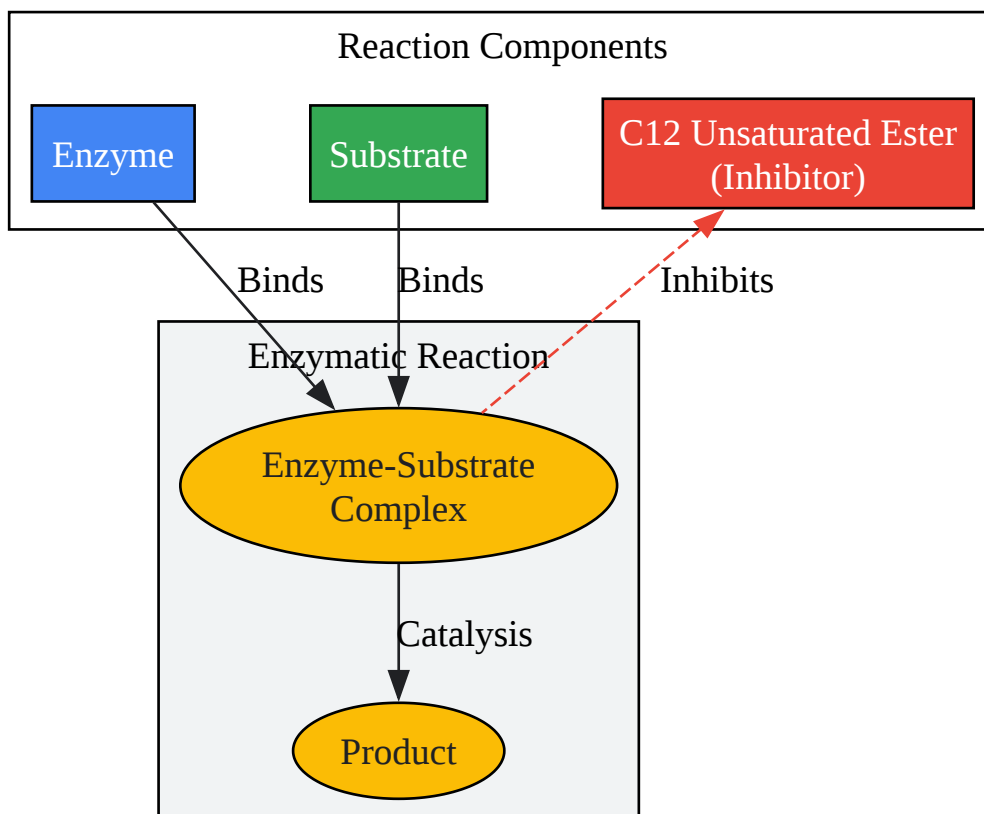 Reaction Components
Enzyme
Substrate
C12 Unsaturated Ester
(Inhibitor)
Binds
Binds
Inhibits
Enzymatic Reaction
Enzyme-Substrate
Complex
Catalysis
Product